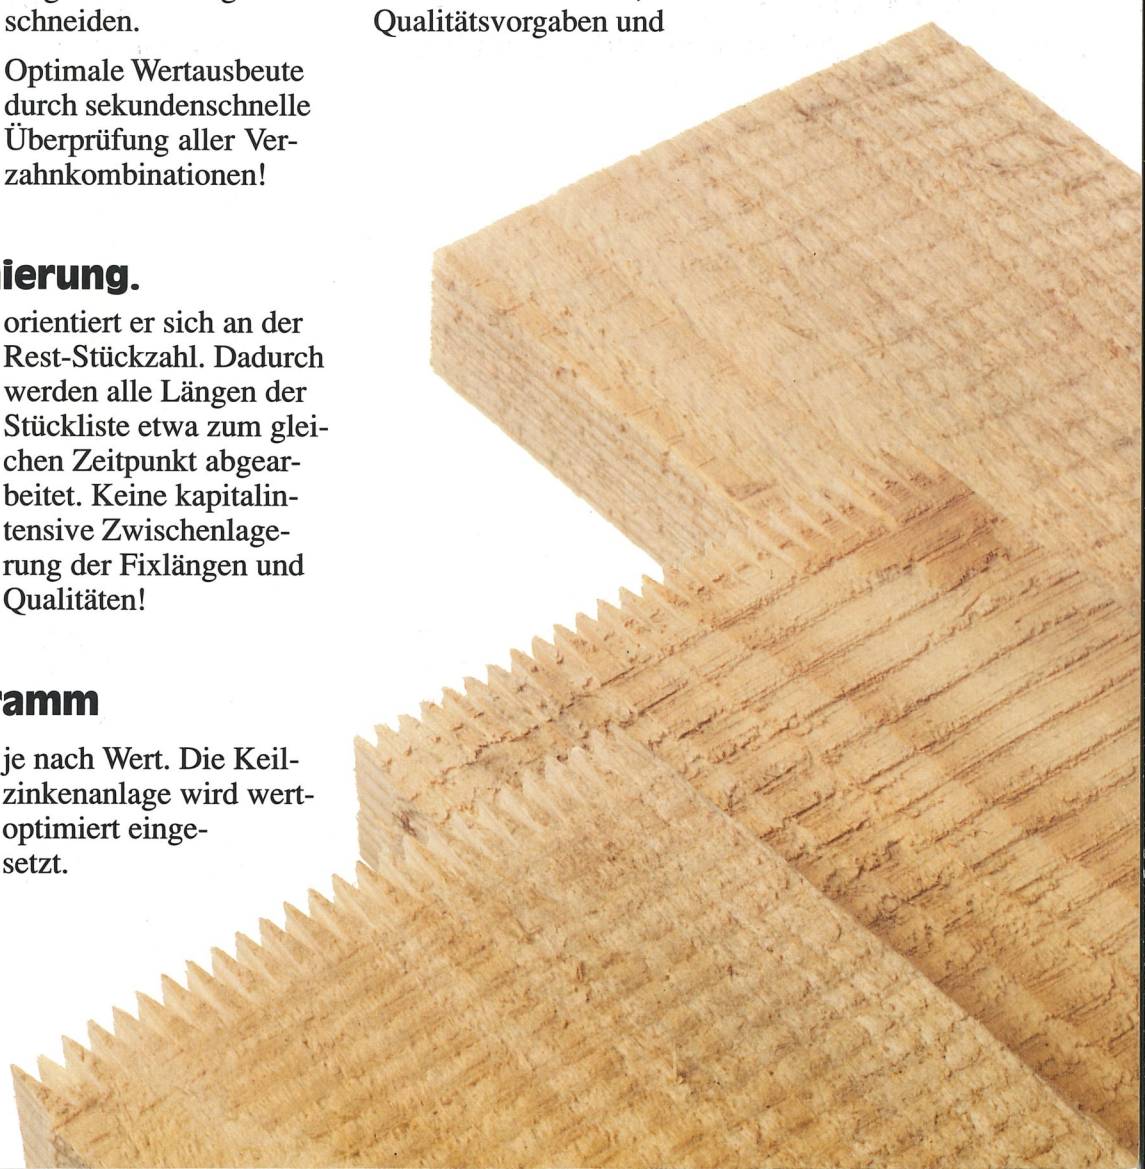 schneiden.
Optimale Wertausbeute
durch sekundenschnelle
Überprüfung aller Ver-
zahnkombinationen!
ierung.
orientiert er sich an der
Rest-Stückzahl. Dadurch
werden alle Längen der
Stückliste etwa zum glei-
chen Zeitpunkt abgear-
beitet. Keine kapitalin-
tensive Zwischenlage-
rung der Fixlängen und
Qualitäten!
ramm
je nach Wert. Die Keil-
zinkenanlage wird wert-
optimiert einge-
setzt.
Qualitätsvorgaben und